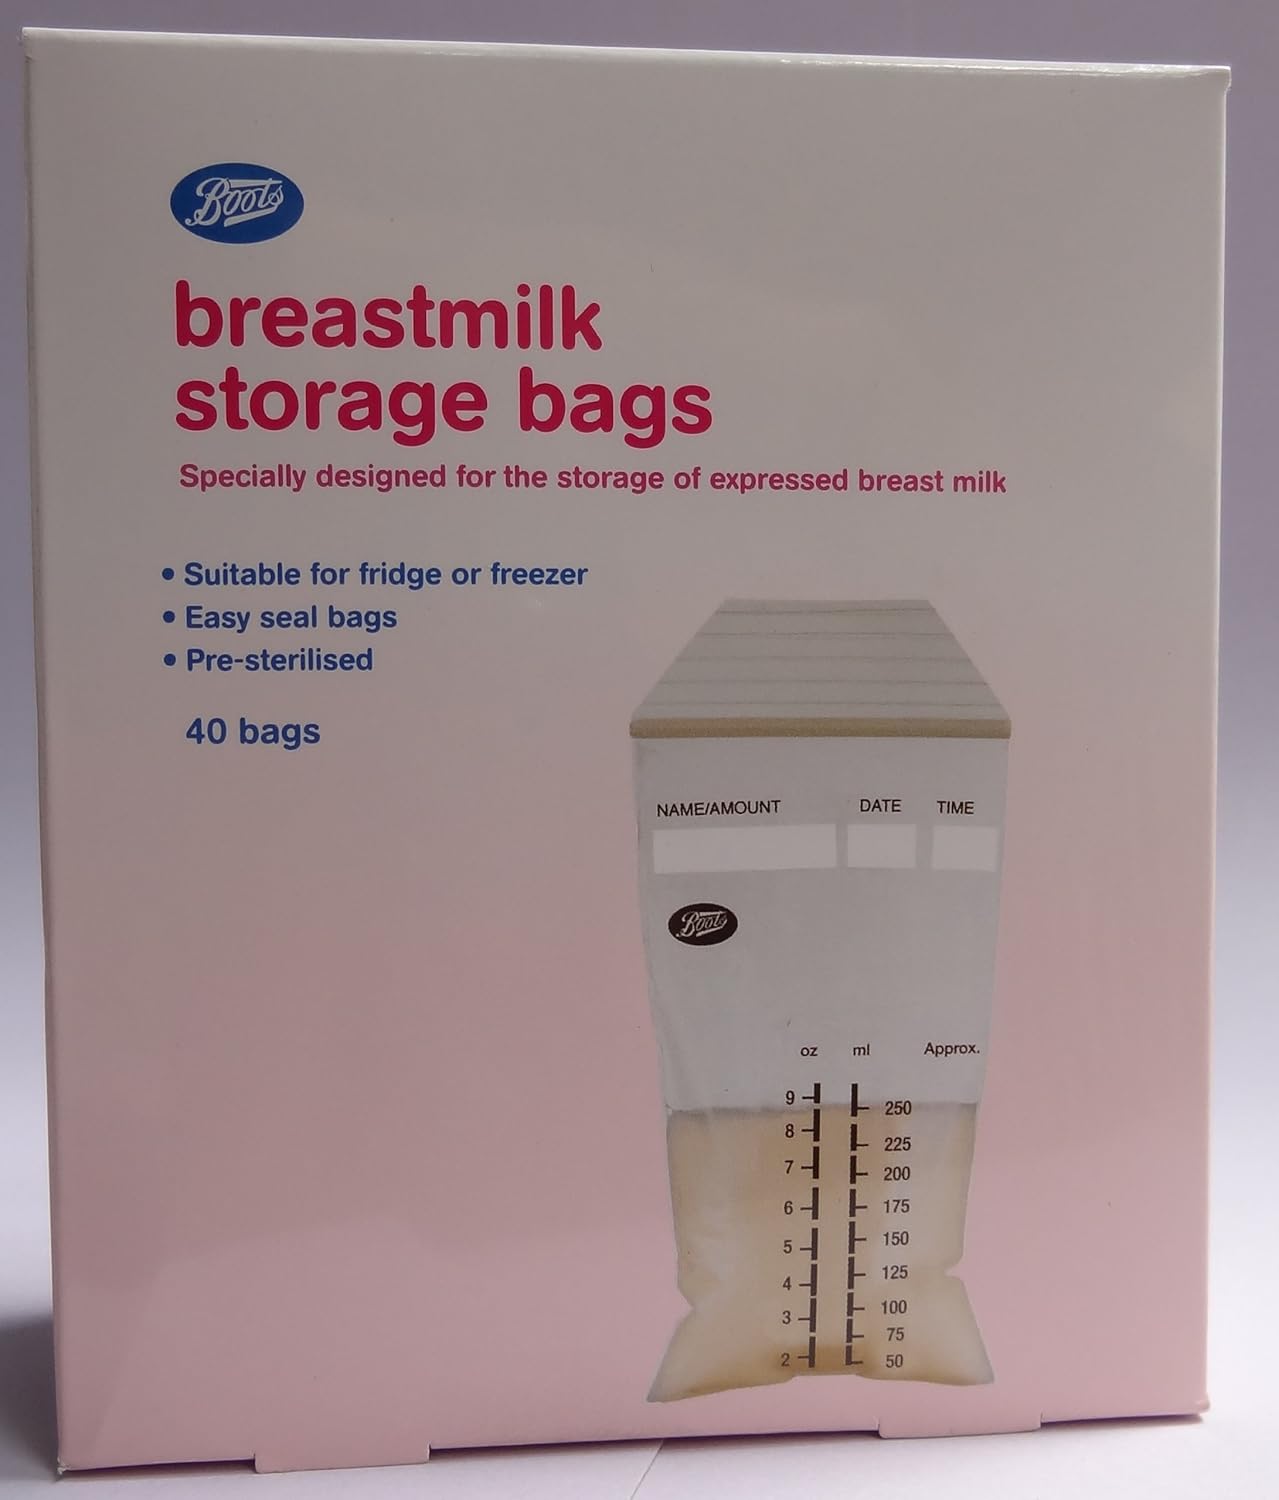 Boots
breastmilk
storage bags
Specially designed for the storage of expressed breast milk
• Suitable for fridge or freezer
• Easy seal bags
• Pre-sterilised
40 bags
NAME/AMOUNT DATE TIME
Boots
oz ml Approx.
9 250
8 225
7 200
6 175
5 150
4 125
3 100
75
2 50